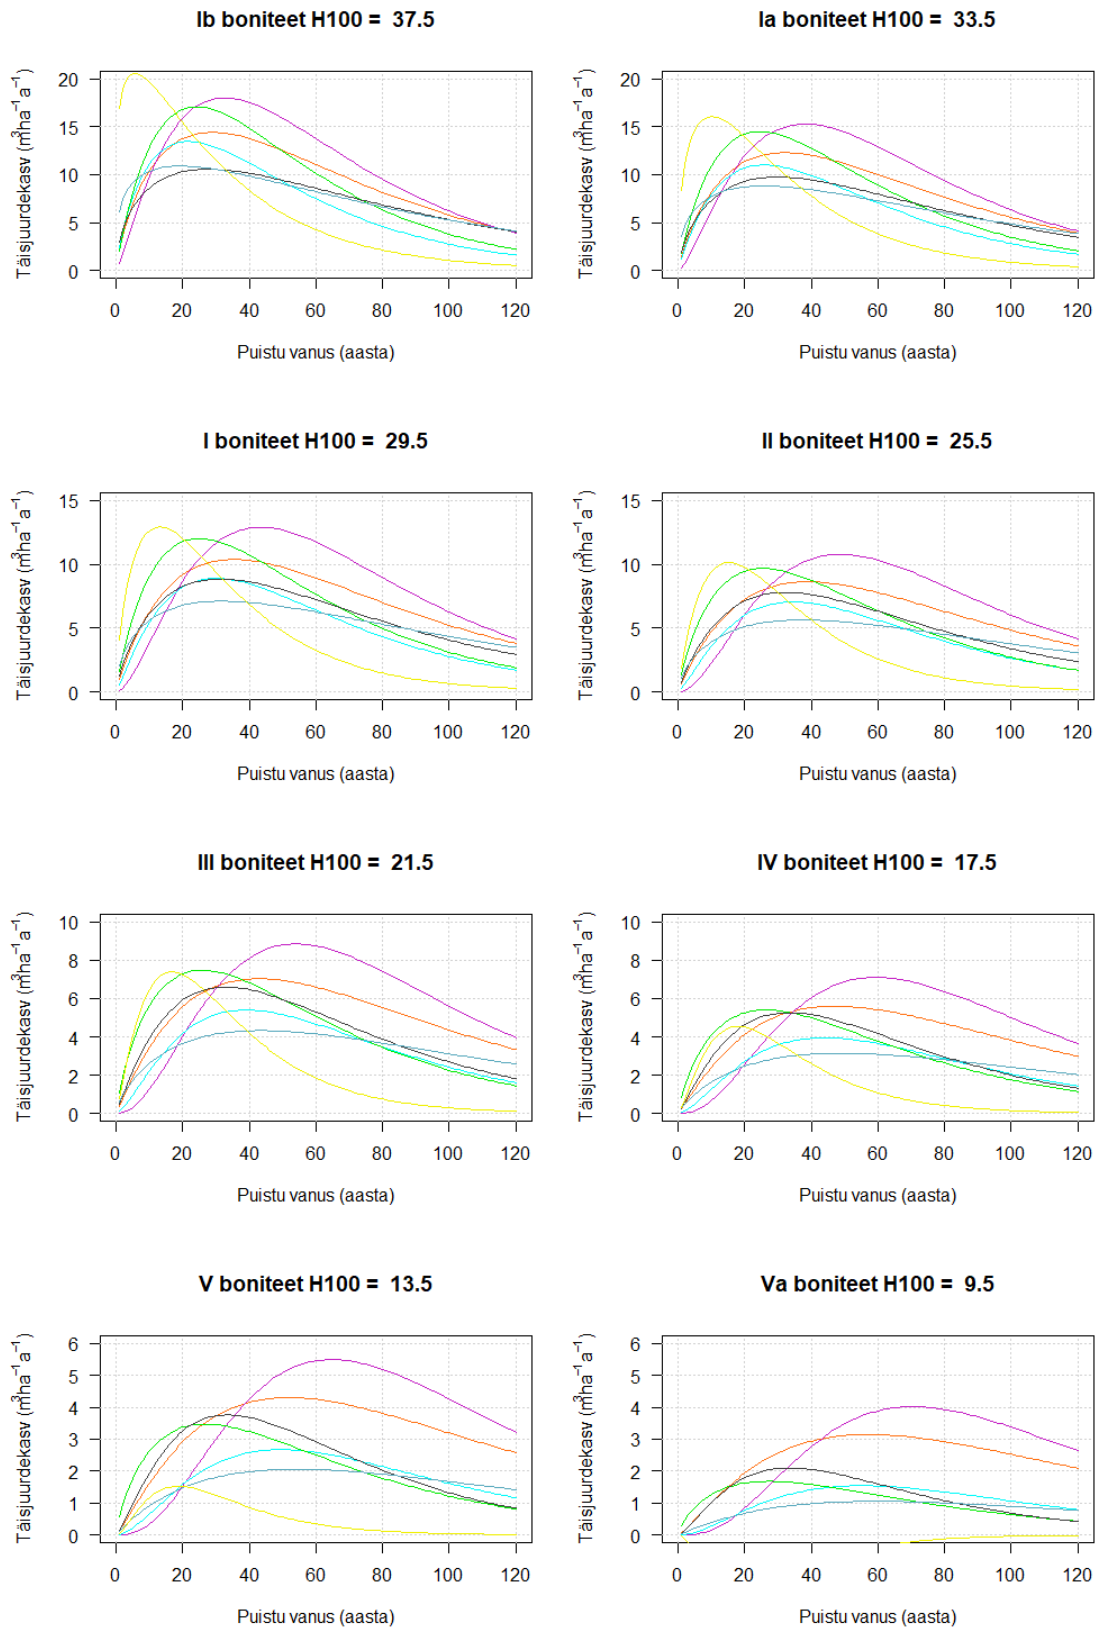 Ib boniteet H100 = 37.5
Täisjuurdekasv (m³ha⁻¹a⁻¹)
20
15
10
5
0
0 20 40 60 80 100 120
Puistu vanus (aasta)
Ia boniteet H100 = 33.5
Täisjuurdekasv (m³ha⁻¹a⁻¹)
20
15
10
5
0
0 20 40 60 80 100 120
Puistu vanus (aasta)
I boniteet H100 = 29.5
Täisjuurdekasv (m³ha⁻¹a⁻¹)
15
10
5
0
0 20 40 60 80 100 120
Puistu vanus (aasta)
II boniteet H100 = 25.5
Täisjuurdekasv (m³ha⁻¹a⁻¹)
15
10
5
0
0 20 40 60 80 100 120
Puistu vanus (aasta)
III boniteet H100 = 21.5
Täisjuurdekasv (m³ha⁻¹a⁻¹)
10
8
6
4
2
0
0 20 40 60 80 100 120
Puistu vanus (aasta)
IV boniteet H100 = 17.5
Täisjuurdekasv (m³ha⁻¹a⁻¹)
10
8
6
4
2
0
0 20 40 60 80 100 120
Puistu vanus (aasta)
V boniteet H100 = 13.5
Täisjuurdekasv (m³ha⁻¹a⁻¹)
6
5
4
3
2
1
0
0 20 40 60 80 100 120
Puistu vanus (aasta)
Va boniteet H100 = 9.5
Täisjuurdekasv (m³ha⁻¹a⁻¹)
6
5
4
3
2
1
0
0 20 40 60 80 100 120
Puistu vanus (aasta)